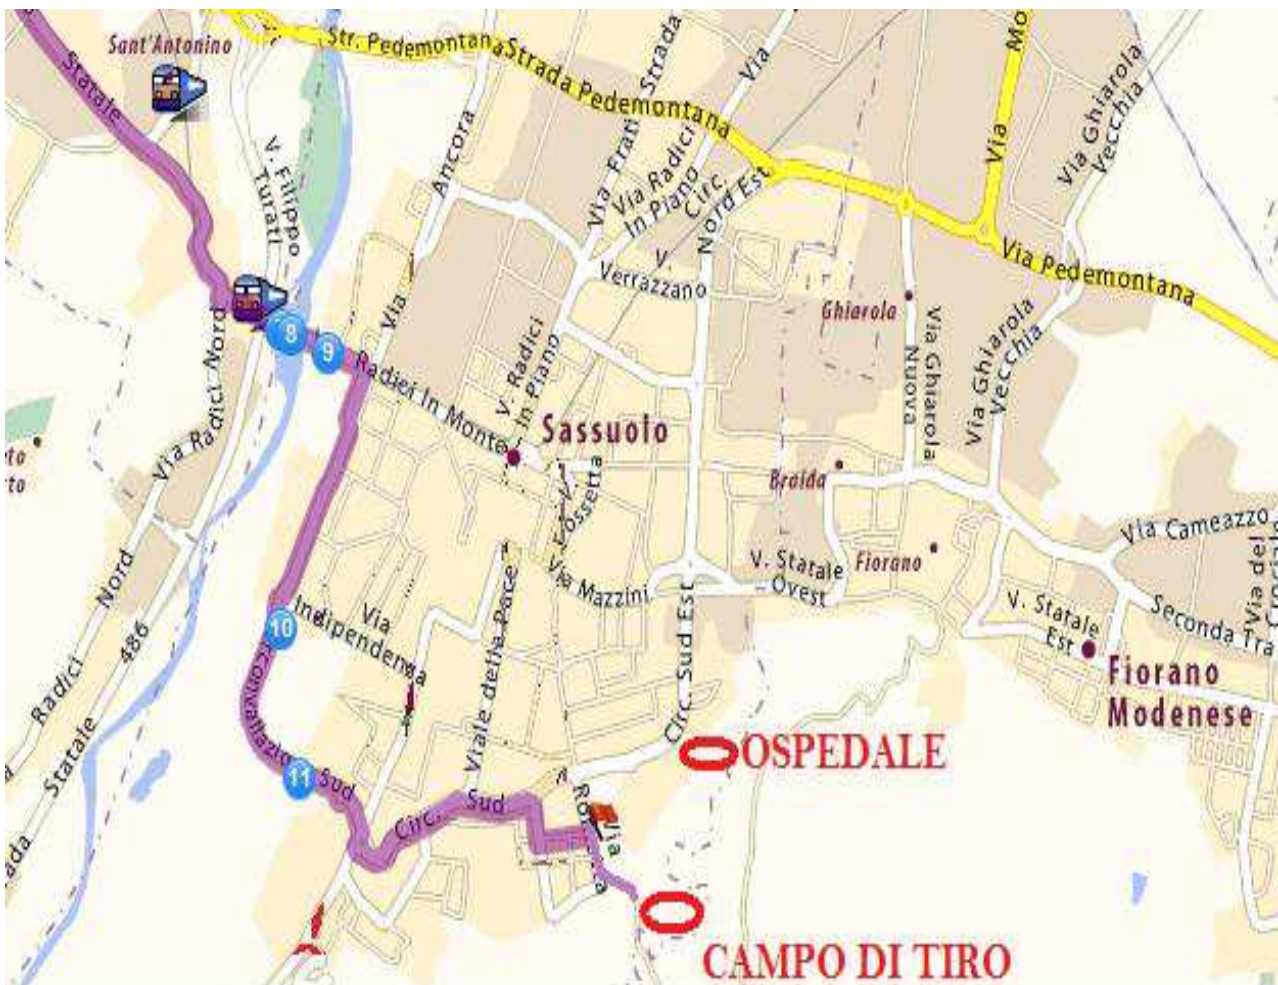 Sant'Antonino
Str. Pedemontana
Strada Pedemontana
Strada
Via
Mo
Via Ghiarola
Vecchia
Statale
V. Filippo
Turati
Ancora
Via Frati
Via Radici
In Piano
Circ.
Nord Est
Via
Via Pedemontana
V.
Verrazzano
Ghiarola
Via Ghiarola
Nuova
Via Ghiarola
Vecchia
Via
8
9
Radici In Monte
V. Radici
In Piano
Sassuolo
Via Radici Nord
to
to
Braida
Fossetta
Via Cameazzo
V. Statale
Ovest
Fiorano
Via Mazzini
Nord
Radici
Statale 486
10
Indipendenza
Via
Viale della Pace
Circ. Sud Est
V. Statale
Est
Seconda Tra
Via del
Fiorano
Modenese
OSPEDALE
11
Sud
Circ. Sud
Via
ada
CAMPO DI TIRO